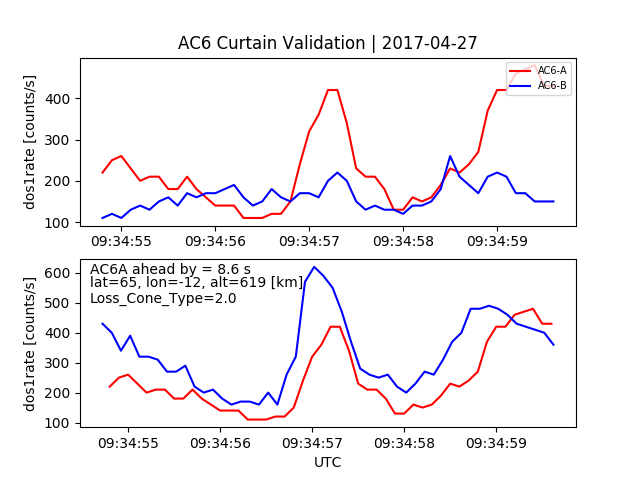 AC6 Curtain Validation | 2017-04-27
dos1rate [counts/s]
400
300
200
100
AC6-A
AC6-B
09:34:55 09:34:56 09:34:57 09:34:58 09:34:59
dos1rate [counts/s]
600
500
400
300
200
100
AC6A ahead by = 8.6 s
lat=65, lon=-12, alt=619 [km]
Loss_Cone_Type=2.0
09:34:55 09:34:56 09:34:57 09:34:58 09:34:59
UTC